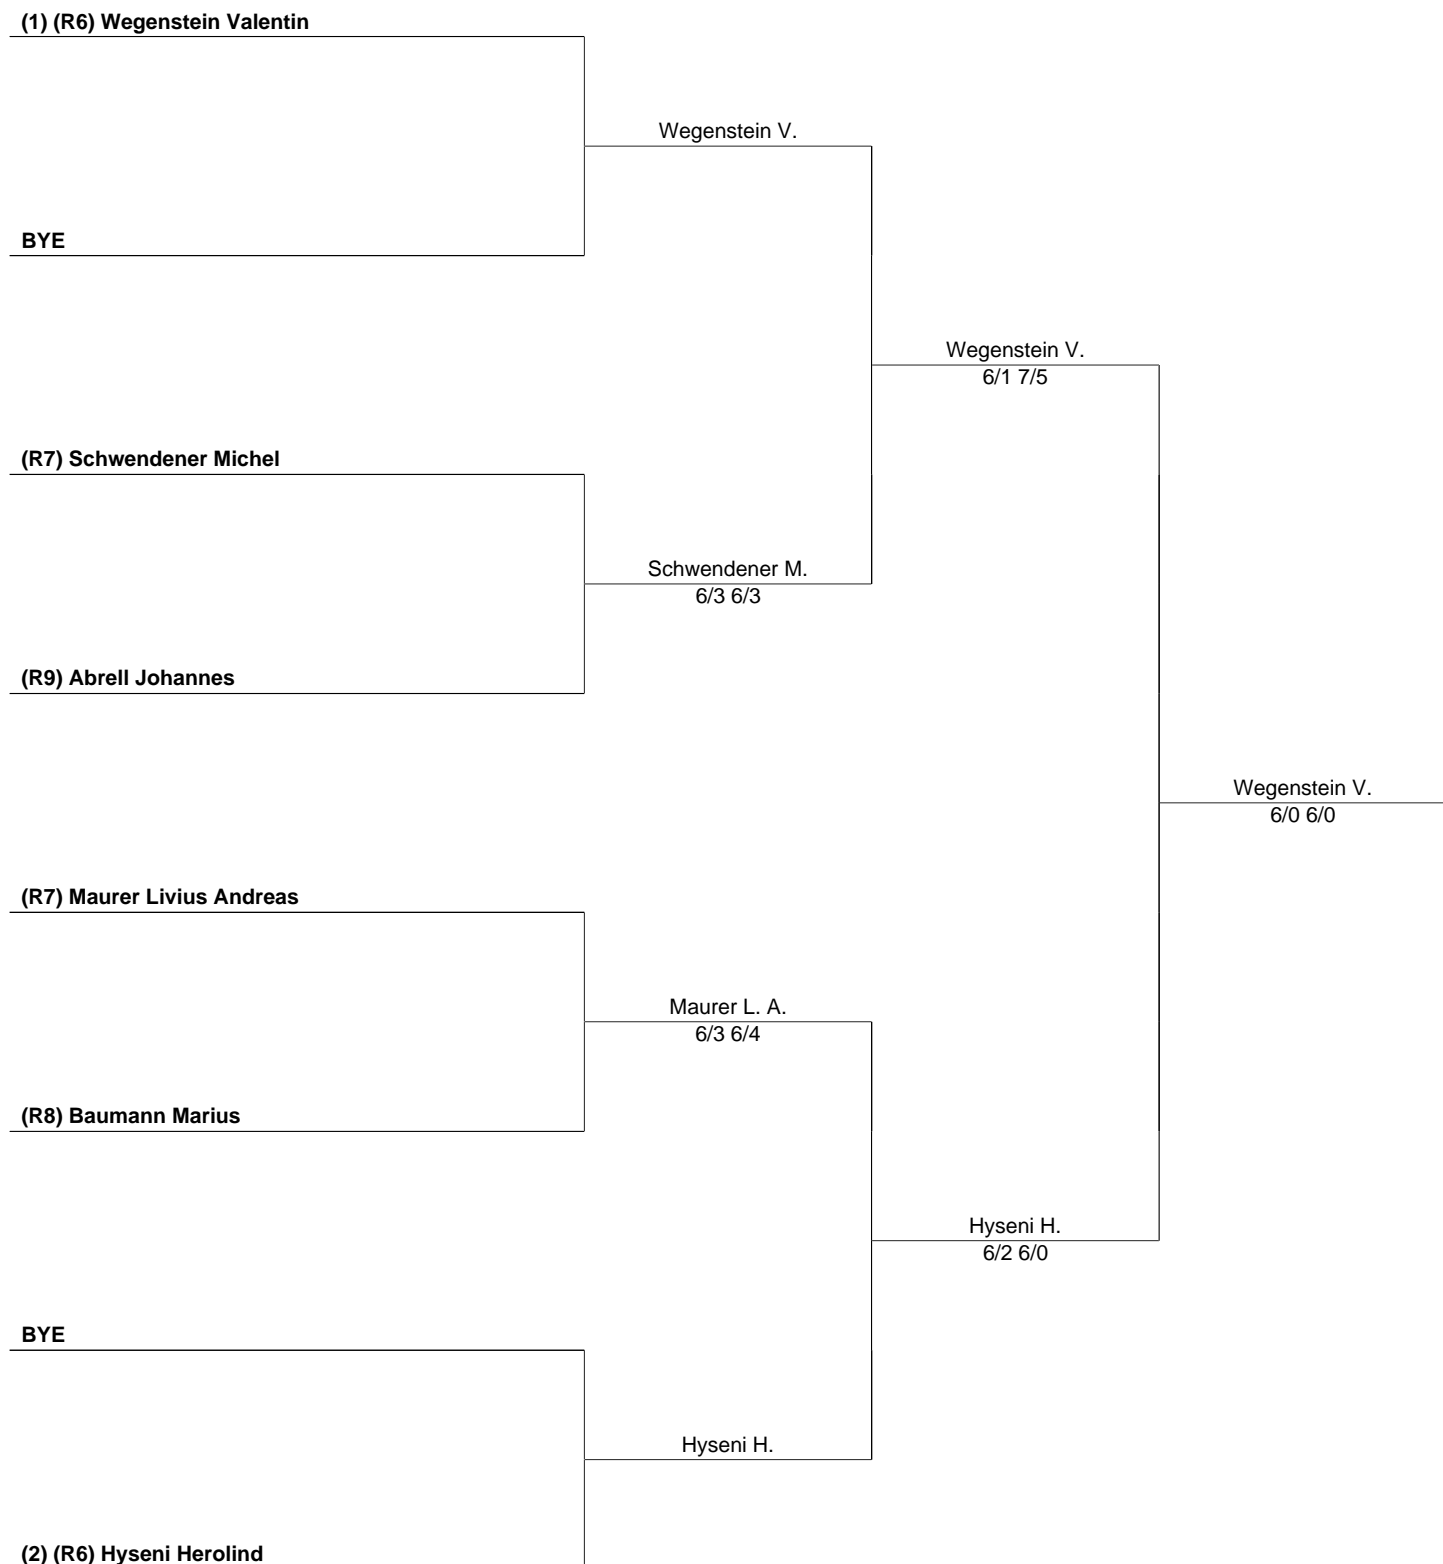 (1) (R6) Wegenstein Valentin
Wegenstein V.
BYE
Wegenstein V.
6/1 7/5
(R7) Schwendener Michel
Schwendener M.
6/3 6/3
(R9) Abrell Johannes
Wegenstein V.
6/0 6/0
(R7) Maurer Livius Andreas
Maurer L. A.
6/3 6/4
(R8) Baumann Marius
Hyseni H.
6/2 6/0
BYE
Hyseni H.
(2) (R6) Hyseni Herolind